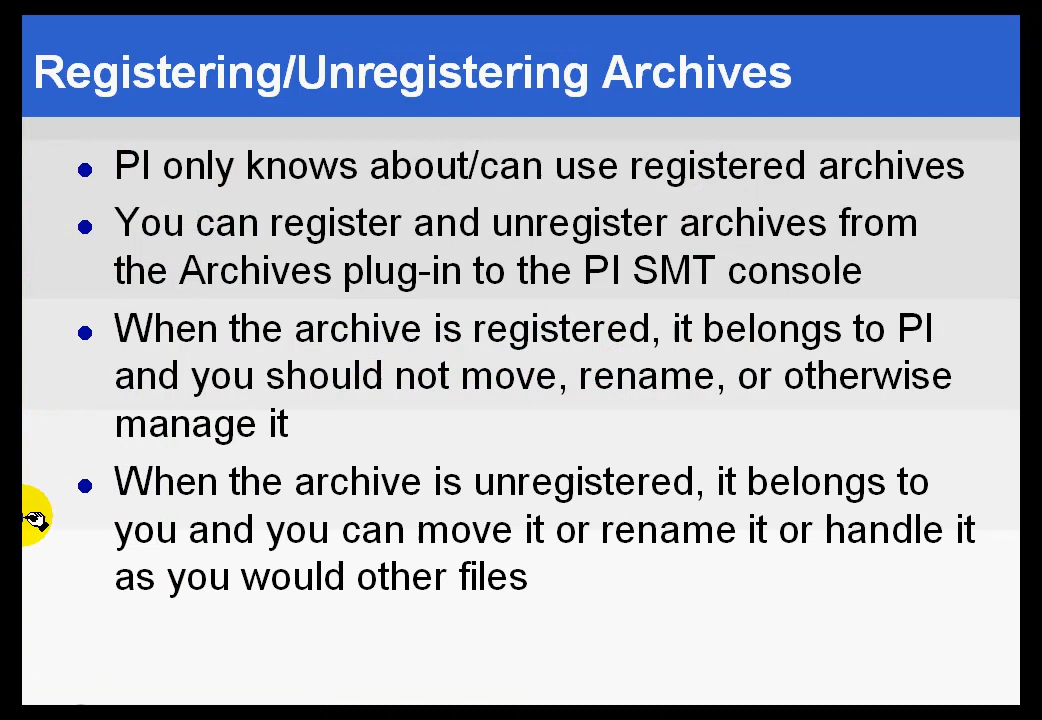 Registering/Unregistering Archives
PI only knows about/can use registered archives
You can register and unregister archives from
the Archives plug-in to the PI SMT console
When the archive is registered, it belongs to PI
and you should not move, rename, or otherwise
manage it
When the archive is unregistered, it belongs to
you and you can move it or rename it or handle it
as you would other files